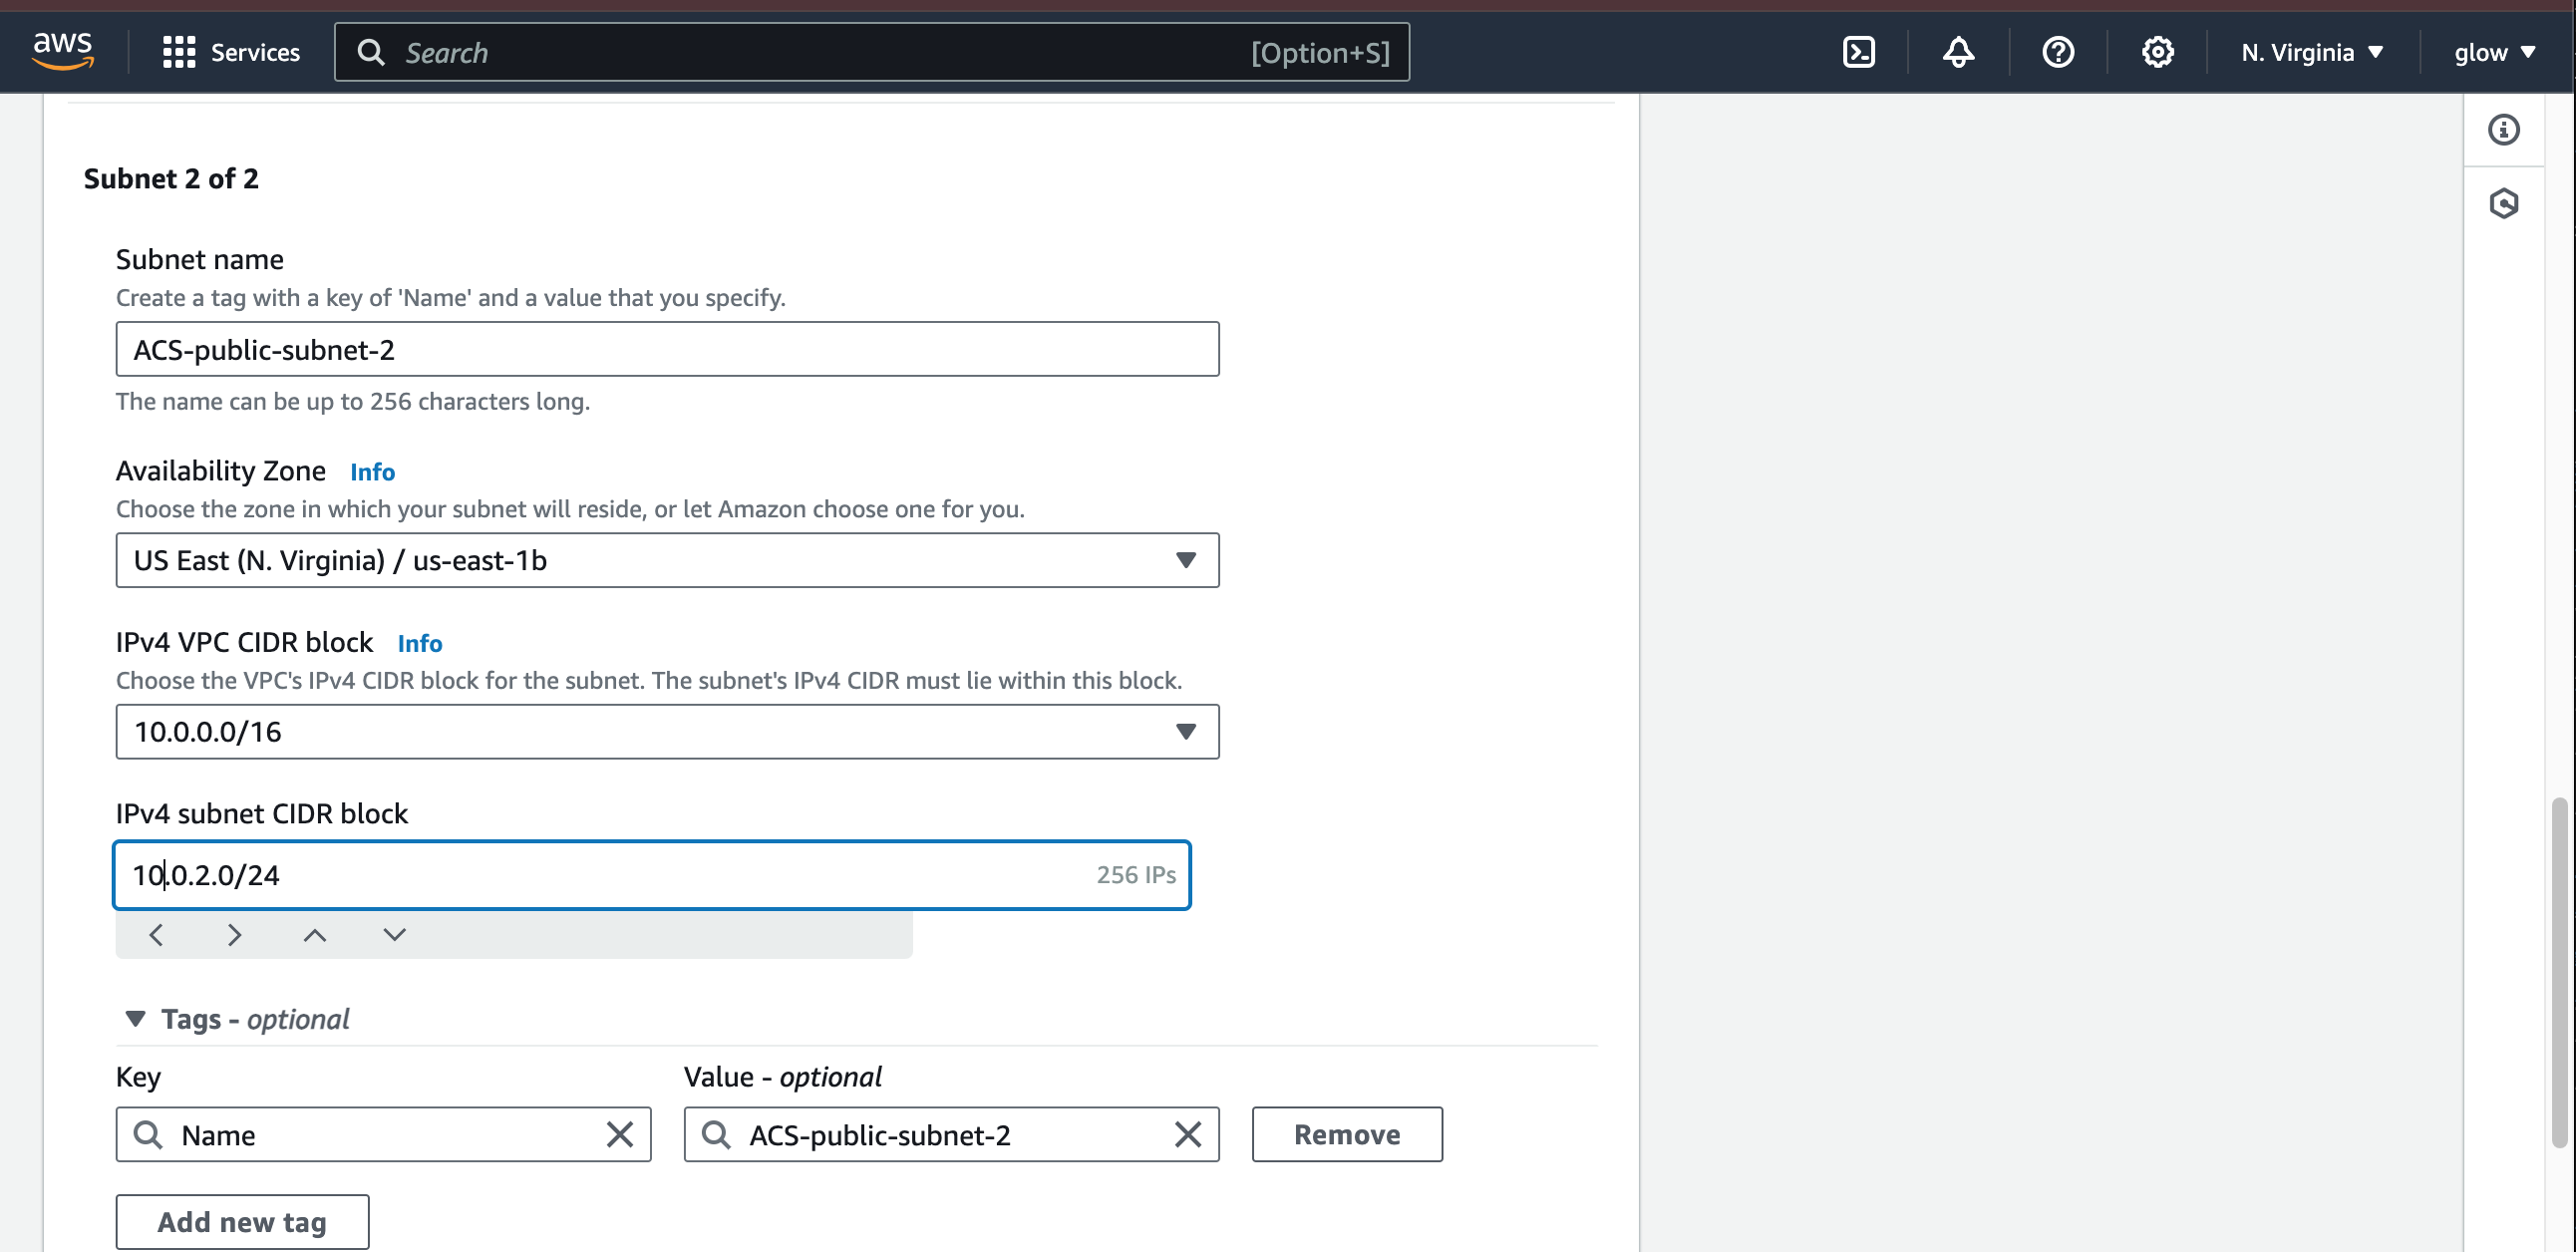 aws
Services
Search
[Option+S]
N. Virginia
glow
Subnet 2 of 2
Subnet name
Create a tag with a key of 'Name' and a value that you specify.
ACS-public-subnet-2
The name can be up to 256 characters long.
Availability Zone Info
Choose the zone in which your subnet will reside, or let Amazon choose one for you.
US East (N. Virginia) / us-east-1b
IPv4 VPC CIDR block Info
Choose the VPC's IPv4 CIDR block for the subnet. The subnet's IPv4 CIDR must lie within this block.
10.0.0.0/16
IPv4 subnet CIDR block
10.0.2.0/24
256 IPs
Tags - optional
Key
Value - optional
Name
ACS-public-subnet-2
Remove
Add new tag